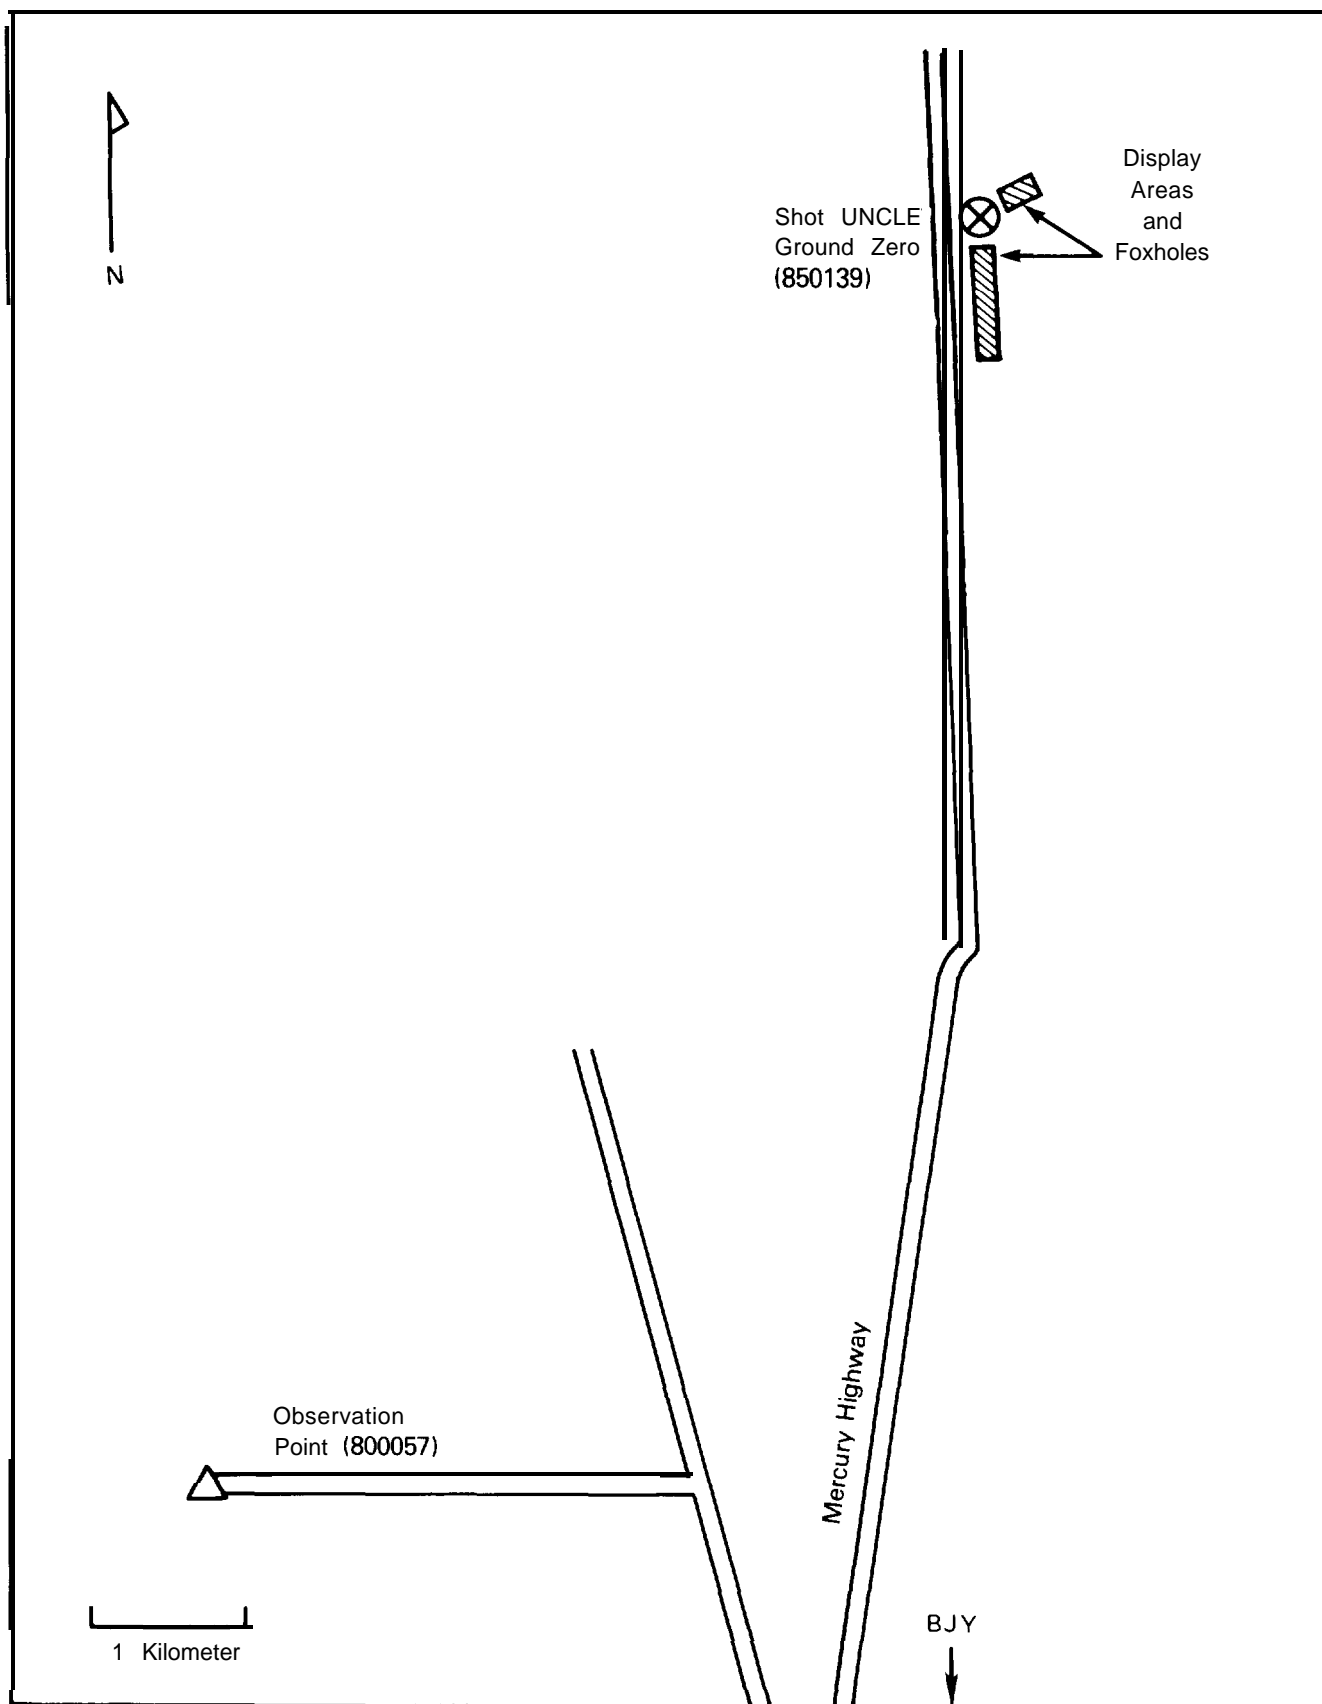 N
Shot UNCLE
Ground Zero
(850139)
Display
Areas
and
Foxholes
Mercury Highway
Observation
Point (800057)
1 Kilometer
BJY